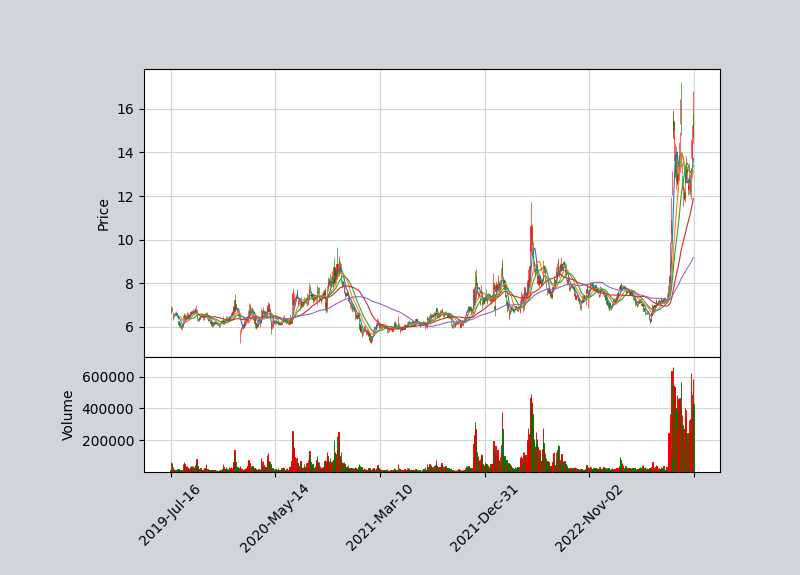 16
14
12
10
8
6
Price
600000
400000
200000
Volume
2019-Jul-16
2020-May-14
2021-Mar-10
2021-Dec-31
2022-Nov-02